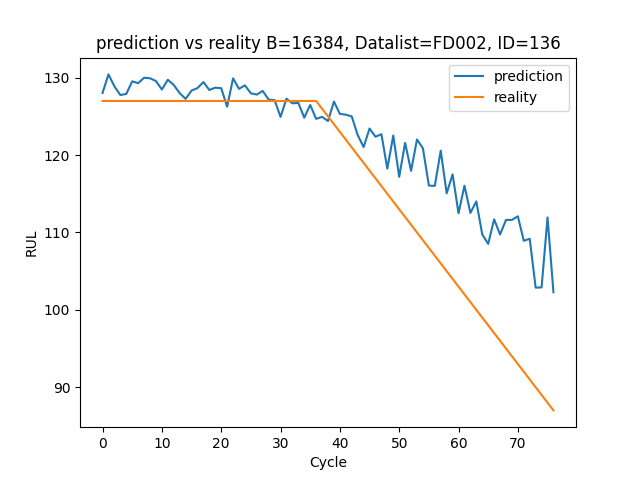 prediction vs reality B=16384, Datalist=FD002, ID=136
prediction
reality
130
120
110
100
90
RUL
0 10 20 30 40 50 60 70
Cycle